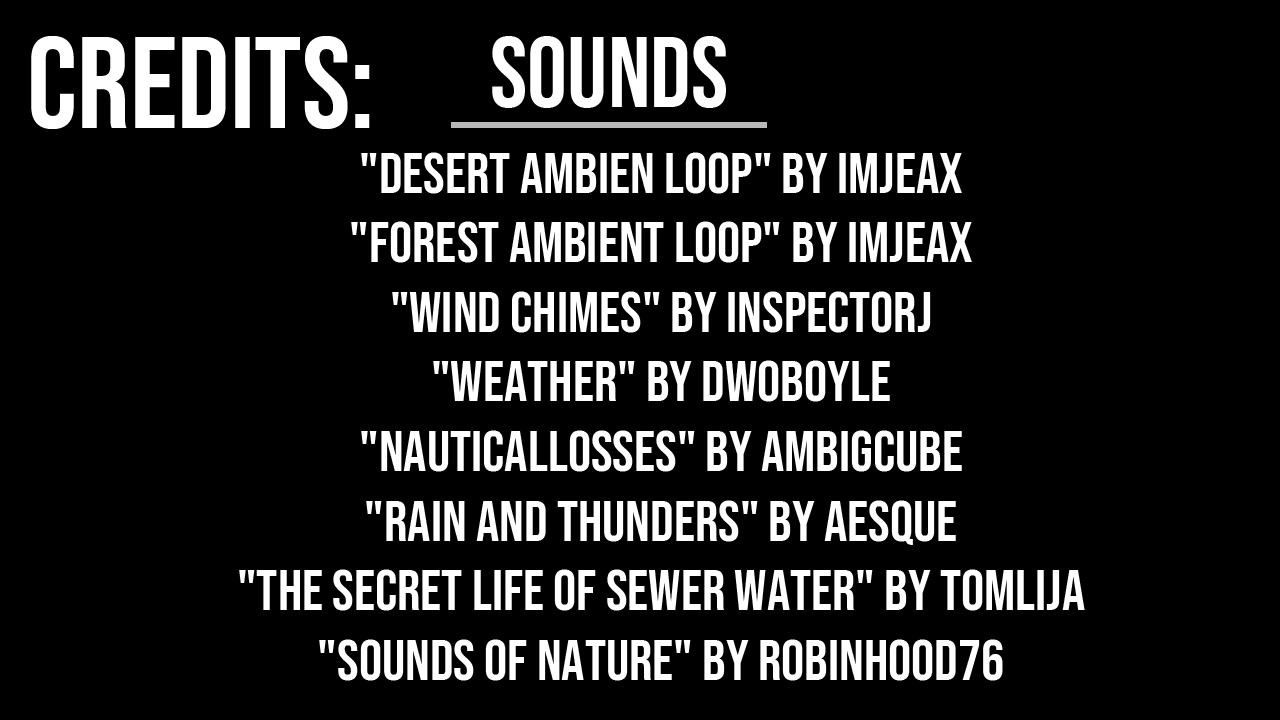 CREDITS:
SOUNDS
"DESERT AMBIEN LOOP" BY IMJEAX
"FOREST AMBIENT LOOP" BY IMJEAX
"WIND CHIMES" BY INSPECTORJ
"WEATHER" BY DWOBOYLE
"NAUTICALLOSSES" BY AMBIGCUBE
"RAIN AND THUNDERS" BY AESQUE
"THE SECRET LIFE OF SEWER WATER" BY TOMLIJA
"SOUNDS OF NATURE" BY ROBINHOOD76